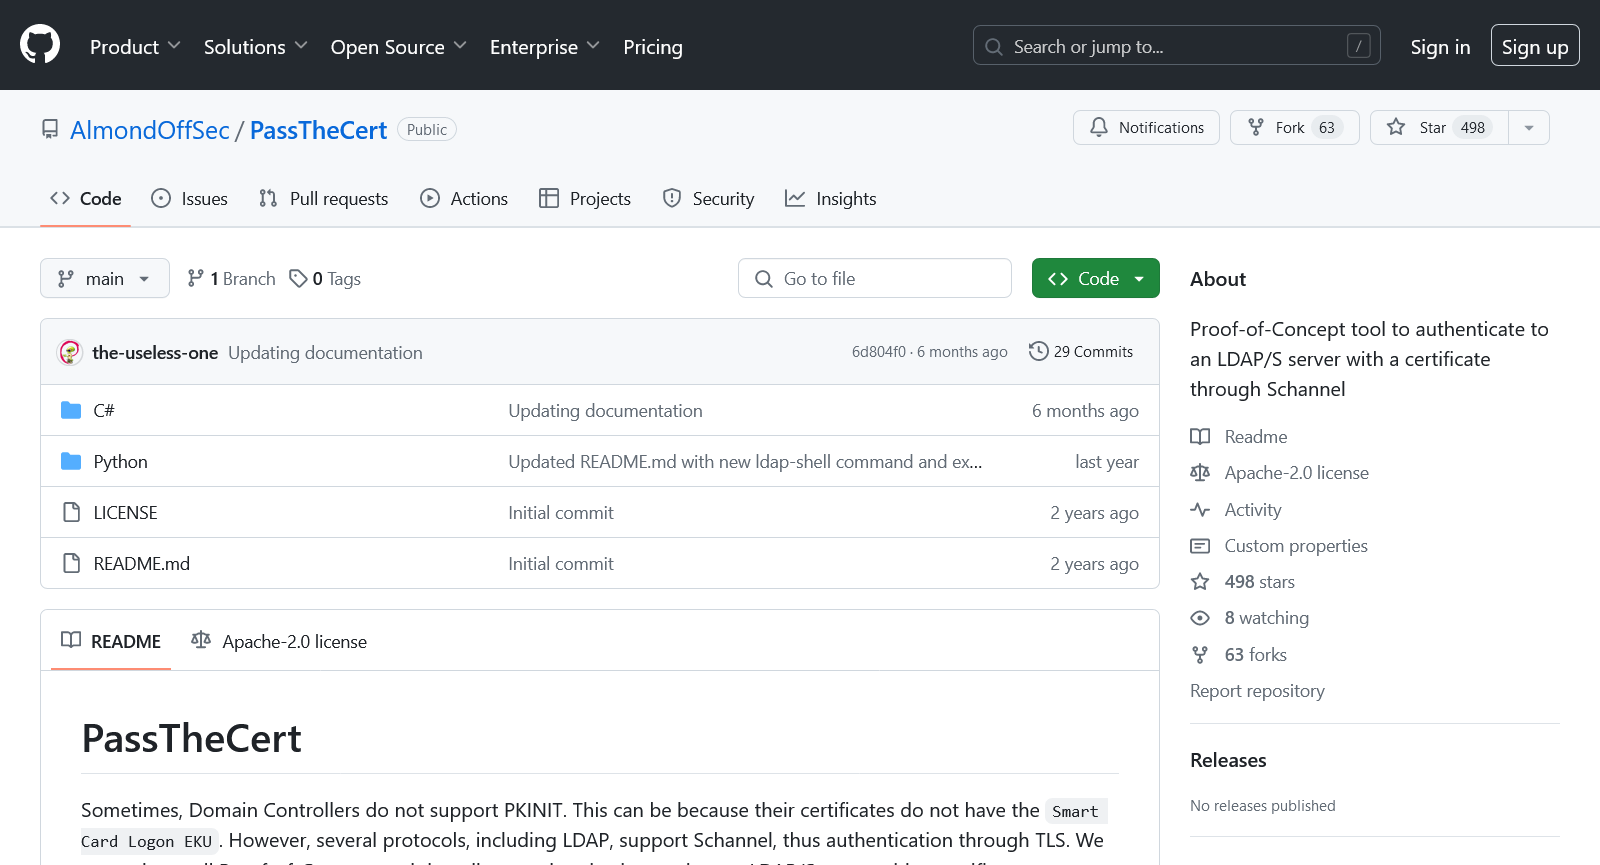 Product Solutions Open Source Enterprise Pricing Search or jump to... / Sign in Sign up
AlmondOffSec / PassTheCert Public Notifications Fork 63 Star 498
Code Issues Pull requests Actions Projects Security Insights
main 1 Branch 0 Tags Go to file Code
the-useless-one Updating documentation 6d804f0 · 6 months ago 29 Commits
C# Updating documentation 6 months ago
Python Updated README.md with new ldap-shell command and ex... last year
LICENSE Initial commit 2 years ago
README.md Initial commit 2 years ago
README Apache-2.0 license
PassTheCert
Sometimes, Domain Controllers do not support PKINIT. This can be because their certificates do not have the Smart
Card Logon EKU. However, several protocols, including LDAP, support Schannel, thus authentication through TLS. We
About
Proof-of-Concept tool to authenticate to
an LDAP/S server with a certificate
through Schannel
Readme
Apache-2.0 license
Activity
Custom properties
498 stars
8 watching
63 forks
Report repository
Releases
No releases published